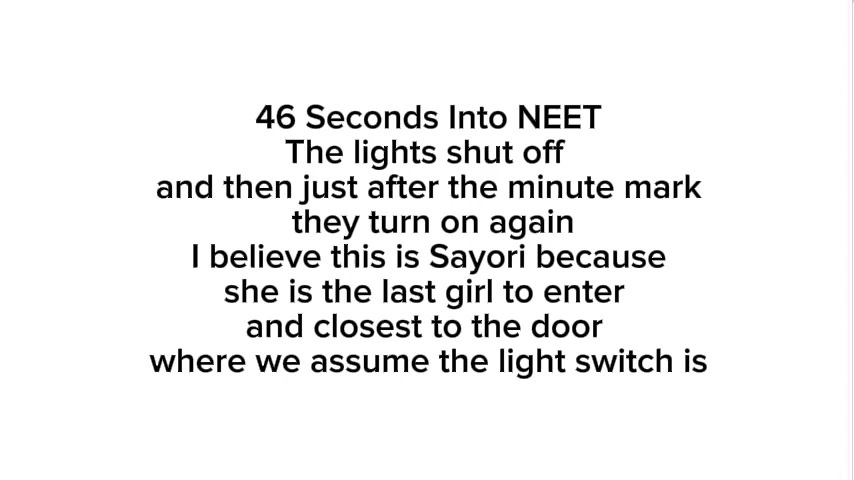 46 Seconds Into NEET
The lights shut off
and then just after the minute mark
they turn on again
I believe this is Sayori because
she is the last girl to enter
and closest to the door
where we assume the light switch is